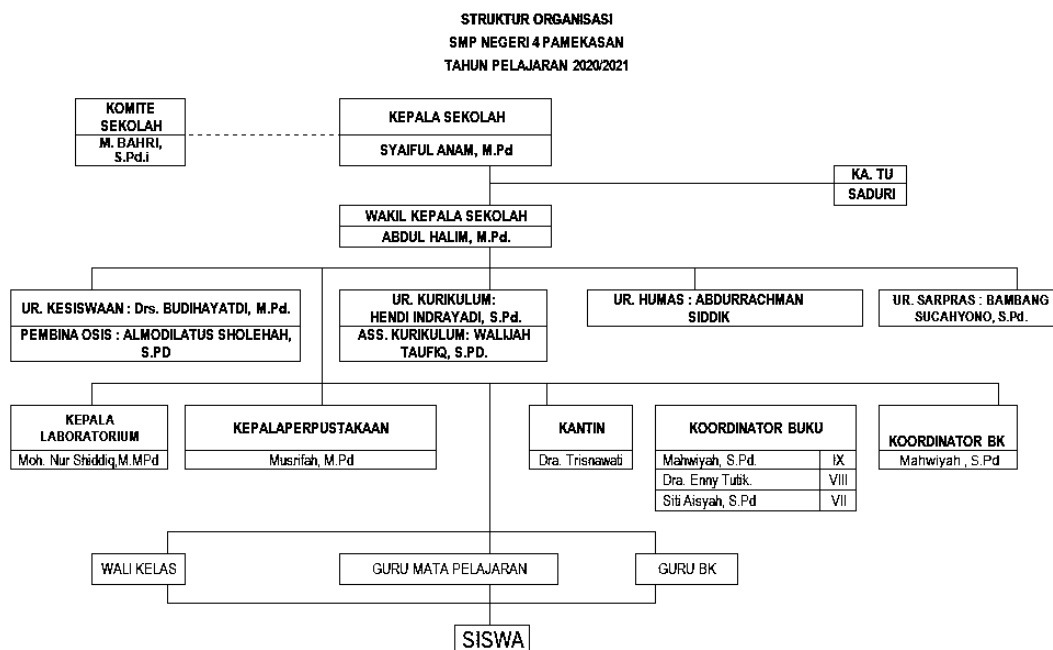 STRUKTUR ORGANISASI
SMP NEGERI 4 PAMEKASAN
TAHUN PELAJARAN 2020/2021
KOMITE
SEKOLAH
M. BAHRI,
S.Pd.i
KEPALA SEKOLAH
SYAIFUL ANAM, M.Pd
KA. TU
SADURI
WAKIL KEPALA SEKOLAH
ABDUL HALIM, M.Pd.
UR. KESISWAAN : Drs. BUDIHAYATDI, M.Pd.
PEMBINA OSIS : ALMODILATUS SHOLEHAH,
S.PD
UR. KURIKULUM:
HENDI INDRAYADI, S.Pd.
ASS. KURIKULUM: WALIJAH
TAUFIQ, S.PD.
UR. HUMAS : ABDURRACHMAN
SIDDIK
UR. SARPRAS : BAMBANG
SUCAHYONO, S.Pd.
KEPALA
LABORATORIUM
Moh. Nur Shiddiq,M.MPd
KEPALAPERPUSTAKAAN
Musrifah, M.Pd
KANTIN
Dra. Trisnawati
KOORDINATOR BUKU
Mahwiyah, S.Pd. IX
Dra. Enny Tutik. VIII
Siti Aisyah, S.Pd VII
KOORDINATOR BK
Mahwiyah , S.Pd
WALI KELAS
GURU MATA PELAJARAN
GURU BK
SISWA